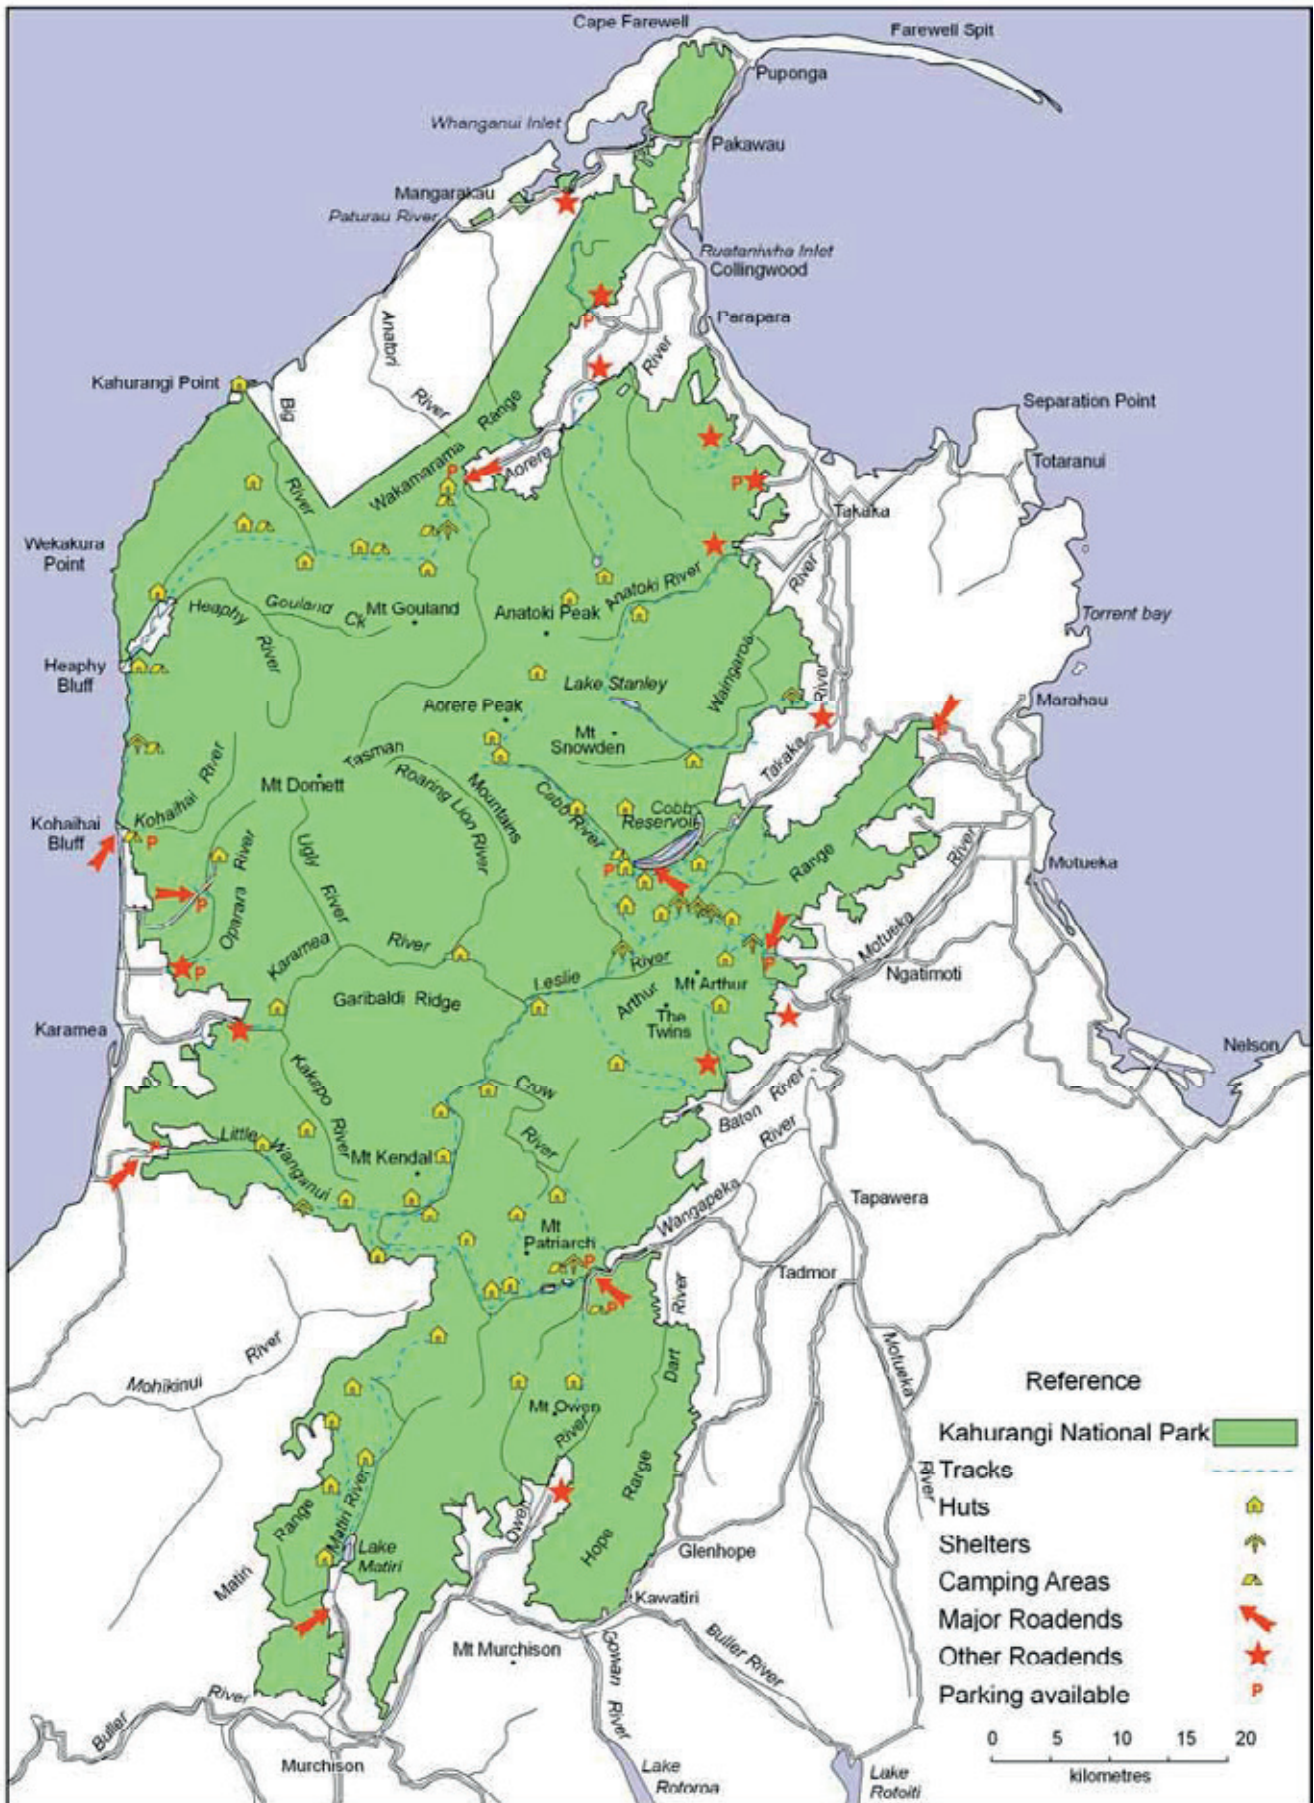 Cape Farewell
Farewell Spit
Puponga
Whanganui Inlet
Pakawau
Mangarakau
Paturau River
Ruataniwha Inlet
Collingwood
Parapara
Anatori
River
River
Kahurangi Point
Big
River
Range
Wakamarama
P
P
Aorere
Separation Point
Totaranui
P
Takaka
Wekakura
Point
Heaphy
River
Gouland
Ck
Mt Gouland
Anatoki River
Anatoki Peak
River
Torrent bay
Heaphy
Bluff
Lake Stanley
Waingaroa
River
Marahau
P
Aorere Peak
Mt
Snowden
Tasman
Mountains
Mt Domett
Roaring Lion River
Takaka
Cobb River
Cobb
Reservoir
Kohaihai River
Kohaihai
Bluff
P
Oparara River
Ugly
River
P
P
Range
River
Motueka
Motueka
Karamea
River
P
Leslie
River
Mt Arthur
Arthur
The
Twins
P
Ngatimoti
Garibaldi Ridge
Karamea
Nelson
Kakapo
River
Crow
River
Baton River
River
P
Little Wanganui
Mt Kendal
Tapawera
Wangapeka
Mt
Patriarch
P
P
Tadmor
River
Dart
Mohikinui
River
Motueka
River
Mt Owen
River
Owen
Range
Hope
Matiri
Range
Matiri River
Lake
Matiri
Glenhope
Kawatiri
Mt Murchison
Gowan
River
Buller River
Buller
River
Murchison
Lake
Rotoroa
Lake
Rotoiti
Reference
Kahurangi National Park
Tracks
Huts
Shelters
Camping Areas
Major Roadends
Other Roadends
Parking available
P
0 5 10 15 20
kilometres